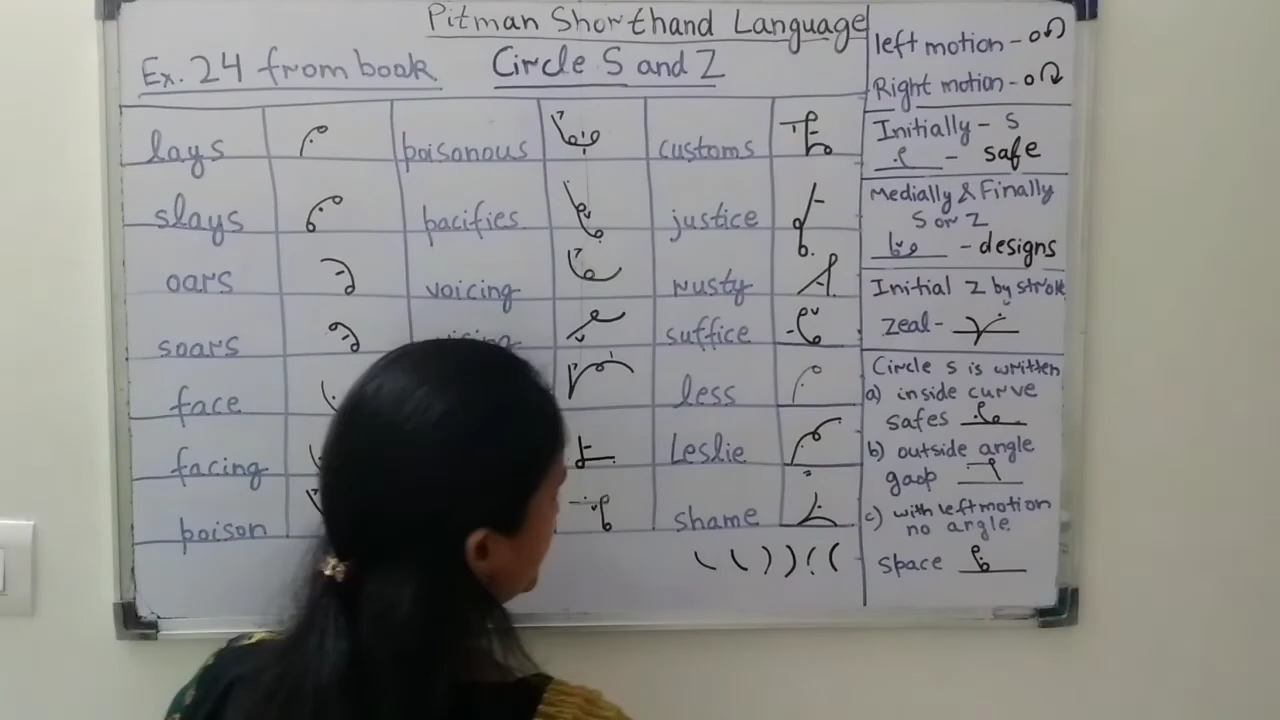 Pitman Shorthand Language
Ex. 24 from book
Circle S and Z
lays
poisonous
customs
slays
pacifies
justice
oars
voicing
rusty
soars
suffice
face
less
facing
Leslie
poison
shame
left motion -
Right motion -
Initially - S
- safe
Medially & Finally
S or Z
- designs
Initial Z by stroke
zeal -
Circle S is written
a) inside curve
safes
b) outside angle
c) with left motion
no angle
space